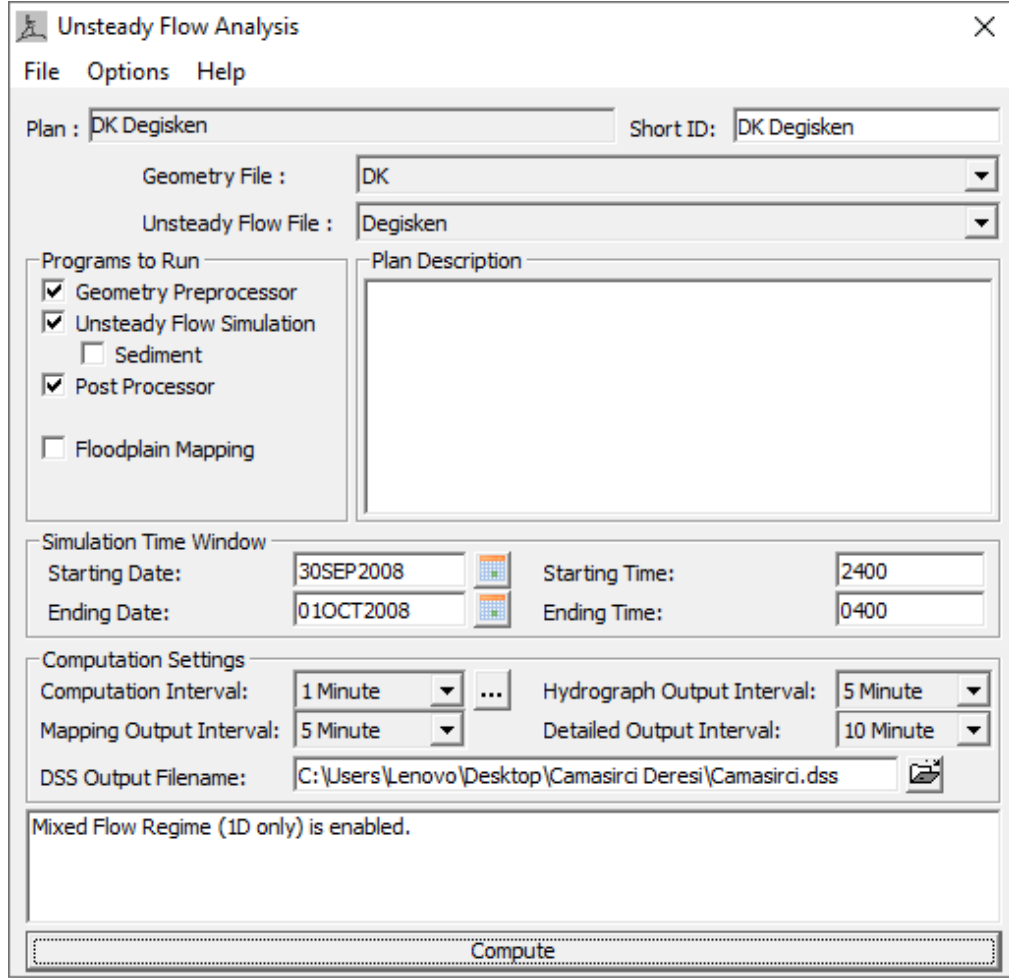 Unsteady Flow Analysis
File Options Help
Plan : DK Degisken Short ID: DK Degisken
Geometry File : DK
Unsteady Flow File : Degisken
Programs to Run
Geometry Preprocessor
Unsteady Flow Simulation
Sediment
Post Processor
Floodplain Mapping
Plan Description
Simulation Time Window
Starting Date: 30SEP2008 Starting Time: 2400
Ending Date: 01OCT2008 Ending Time: 0400
Computation Settings
Computation Interval: 1 Minute ... Hydrograph Output Interval: 5 Minute
Mapping Output Interval: 5 Minute Detailed Output Interval: 10 Minute
DSS Output Filename: C:\Users\Lenovo\Desktop\Camasirci Deresi\Camasirci.dss
Mixed Flow Regime (1D only) is enabled.
Compute